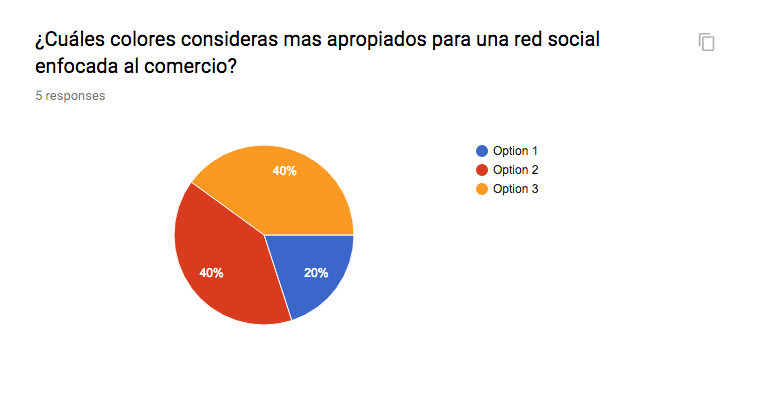 ¿Cuáles colores consideras mas apropiados para una red social
enfocada al comercio?
5 responses
40%
40%
20%
Option 1
Option 2
Option 3